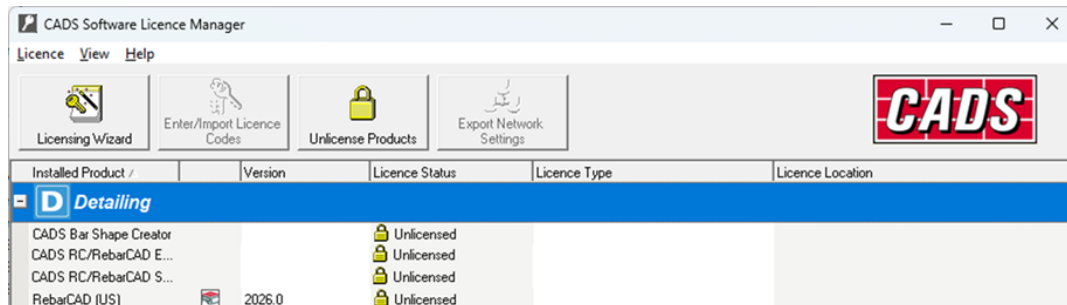 CADS Software Licence Manager
Licence View Help
Licensing Wizard
Enter/Import Licence
Codes
Unlicense Products
Export Network
Settings
CADS
Installed Product / Version Licence Status Licence Type Licence Location
D Detailing
CADS Bar Shape Creator Unlicensed
CADS RC/RebarCAD E... Unlicensed
CADS RC/RebarCAD S... Unlicensed
RebarCAD (US) 2026.0 Unlicensed